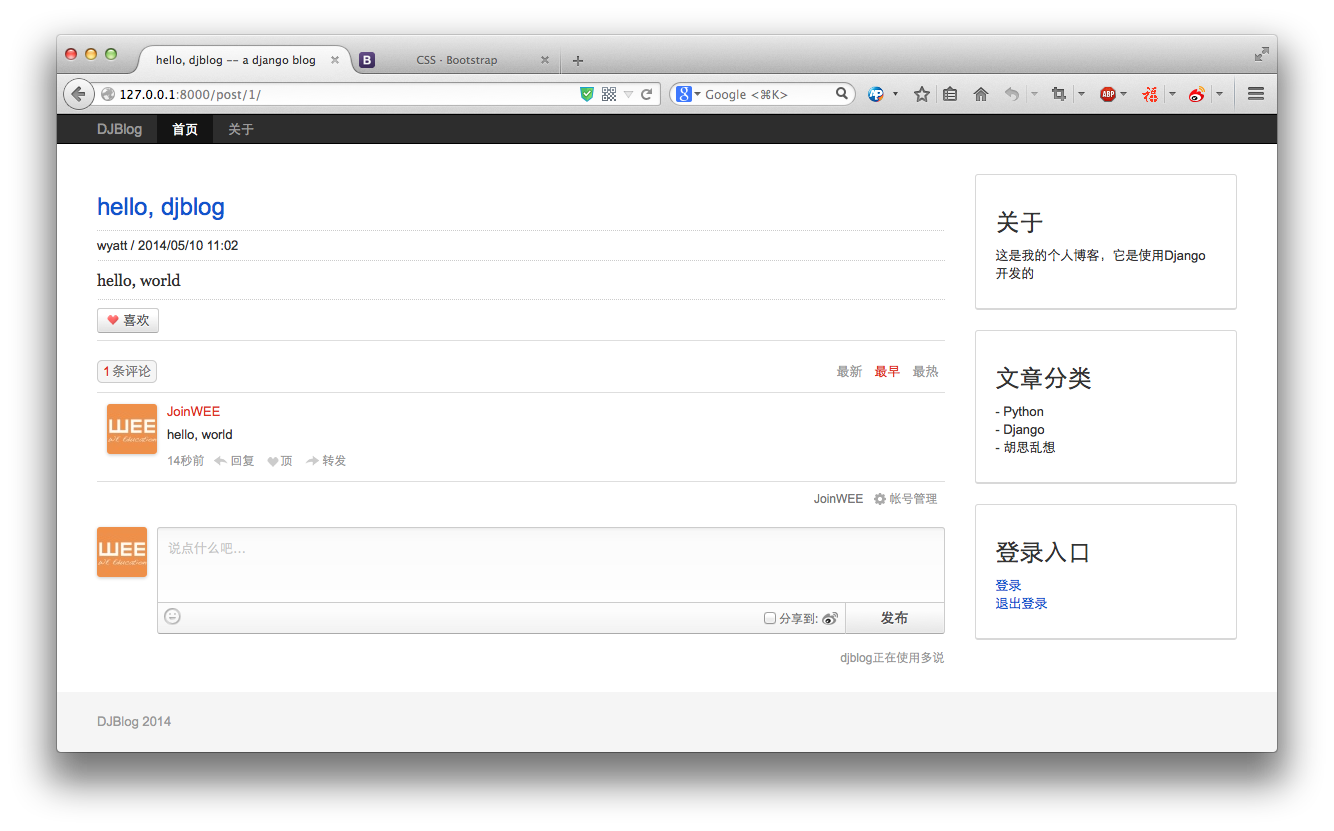 hello, djblog -- a django blog
B
CSS - Bootstrap
127.0.0.1:8000/post/1/
8
Google <⌘K>
ABP
福
DJBlog 首页 关于
hello, djblog
wyatt / 2014/05/10 11:02
hello, world
喜欢
1条评论
最新 最早 最热
WEE
JoinWEE
hello, world
14秒前 回复 顶 转发
JoinWEE 帐号管理
WEE
说点什么吧...
分享到:
发布
djblog正在使用多说
关于
这是我的个人博客，它是使用Django
开发的
文章分类
- Python
- Django
- 胡思乱想
登录入口
登录
退出登录
DJBlog 2014